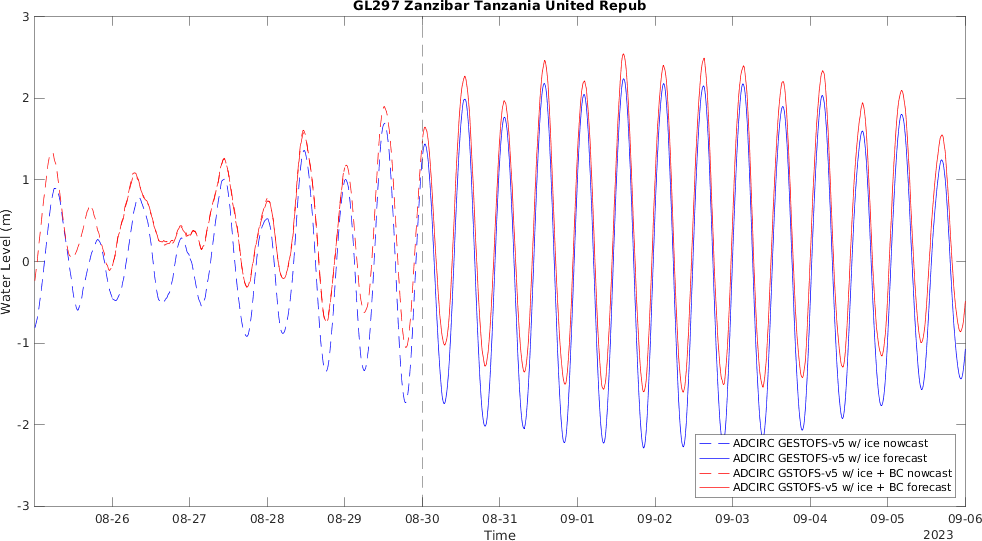 GL297 Zanzibar Tanzania United Repub
3
2
1
0
-1
-2
-3
Water Level (m)
ADCIRC GESTOFS-v5 w/ ice nowcast
ADCIRC GESTOFS-v5 w/ ice forecast
ADCIRC GSTOFS-v5 w/ ice + BC nowcast
ADCIRC GSTOFS-v5 w/ ice + BC forecast
08-26 08-27 08-28 08-29 08-30 08-31 09-01 09-02 09-03 09-04 09-05 09-06
Time
2023